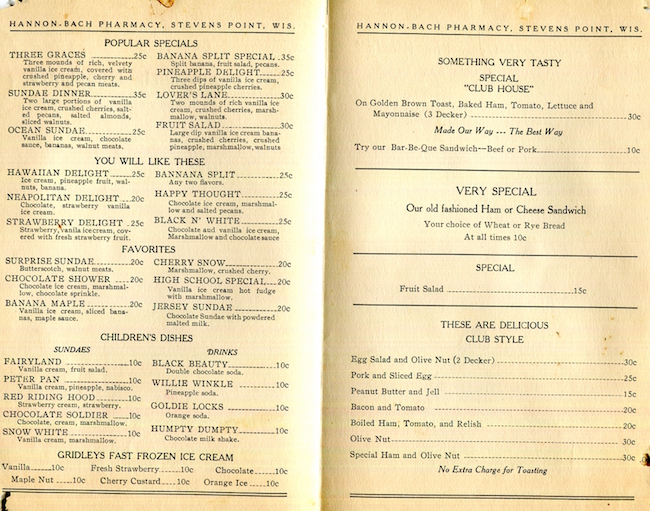 HANNON-BACH PHARMACY, STEVENS POINT, WIS.
POPULAR SPECIALS
THREE GRACES 25c
Three mounds of rich, velvety
vanilla ice cream, covered with
crushed pineapple, cherry and
strawberry and pecan meats.
SUNDAE DINNER 35c
Two large portions of vanilla
ice cream, crushed cherries, salt-
ed pecans, salted almonds,
sliced walnuts.
OCEAN SUNDAE 25c
Vanilla ice cream, chocolate
sauce, bananas, walnut meats.
BANANA SPLIT SPECIAL .35c
Split banana, fruit salad, pecans.
PINEAPPLE DELIGHT 25c
Three dips of vanilla ice cream,
crushed pineapple cherries.
LOVER'S LANE 30c
Two mounds of rich vanilla ice
cream, crushed cherries, marsh-
mallow, walnuts.
FRUIT SALAD 30c
Large dip vanilla ice cream bana-
nas, crushed cherries, crushed
pineapple, marshmallow, walnuts
YOU WILL LIKE THESE
HAWAIIAN DELIGHT 25c
Ice cream, pineapple fruit, wal-
nuts, banana.
NEAPOLITAN DELIGHT 20c
Chocolate, strawberry vanilla
ice cream.
STRAWBERRY DELIGHT 25c
Strawberry, vanila icecream, cov-
ered with fresh strawberry fruit.
BANNANA SPLIT 25c
Any two flavors.
HAPPY THOUGHT 25c
Chocolate ice cream, marshmal-
low and salted pecans.
BLACK N' WHITE 25c
Chocolate and vanilla ice cream,
Marshmallow and chocolate sauce
FAVORITES
SURPRISE SUNDAE 20c
Butterscotch, walnut meats.
CHOCOLATE SHOWER 20c
Chocolate ice cream, marshmal-
low, chocolate sprinkle.
BANANA MAPLE 20c
Vanilla ice cream, sliced bana-
nas, maple sauce.
CHERRY SNOW 20c
Marshmallow, crushed cherry.
HIGH SCHOOL SPECIAL 20c
Vanilla ice cream hot fudge
with marshmallow.
JERSEY SUNDAE 20c
Chocolate Sundae with powdered
malted milk.
CHILDREN'S DISHES
SUNDAES
FAIRYLAND 10c
Vanilla cream, fruit salad.
PETER PAN 10c
Vanilla cream, pineapple, nabisco.
RED RIDING HOOD 10c
Strawberry cream, strawberry.
CHOCOLATE SOLDIER 10c
Chocolate, cream, marshmallow.
SNOW WHITE 10c
Vanilla cream, marshmallow.
DRINKS
BLACK BEAUTY 10c
Double chocolate soda.
WILLIE WINKLE 10c
Pineapple soda.
GOLDIE LOCKS 10c
Orange soda.
HUMPTY DUMPTY 10c
Chocolate milk shake.
GRIDLEYS FAST FROZEN ICE CREAM
Vanilla 10c Fresh Strawberry 10c Chocolate 10c
Maple Nut 10c Cherry Custard 10c Orange Ice 10c
HANNON-BACH PHARMACY, STEVENS POINT, WIS.
SOMETHING VERY TASTY
SPECIAL
"CLUB HOUSE"
On Golden Brown Toast, Baked Ham, Tomato, Lettuce and
Mayonnaise (3 Decker) 30c
Made Our Way --- The Best Way
Try our Bar-Be-Que Sandwich--Beef or Pork 10c
VERY SPECIAL
Our old fashioned Ham or Cheese Sandwich
Your choice of Wheat or Rye Bread
At all times 10c
SPECIAL
Fruit Salad 15c
THESE ARE DELICIOUS
CLUB STYLE
Egg Salad and Olive Nut (2 Decker) 30c
Pork and Sliced Egg 25c
Peanut Butter and Jell 15c
Bacon and Tomato 20c
Boiled Ham, Tomato, and Relish 20c
Olive Nut 30c
Special Ham and Olive Nut 30c
No Extra Charge for Toasting